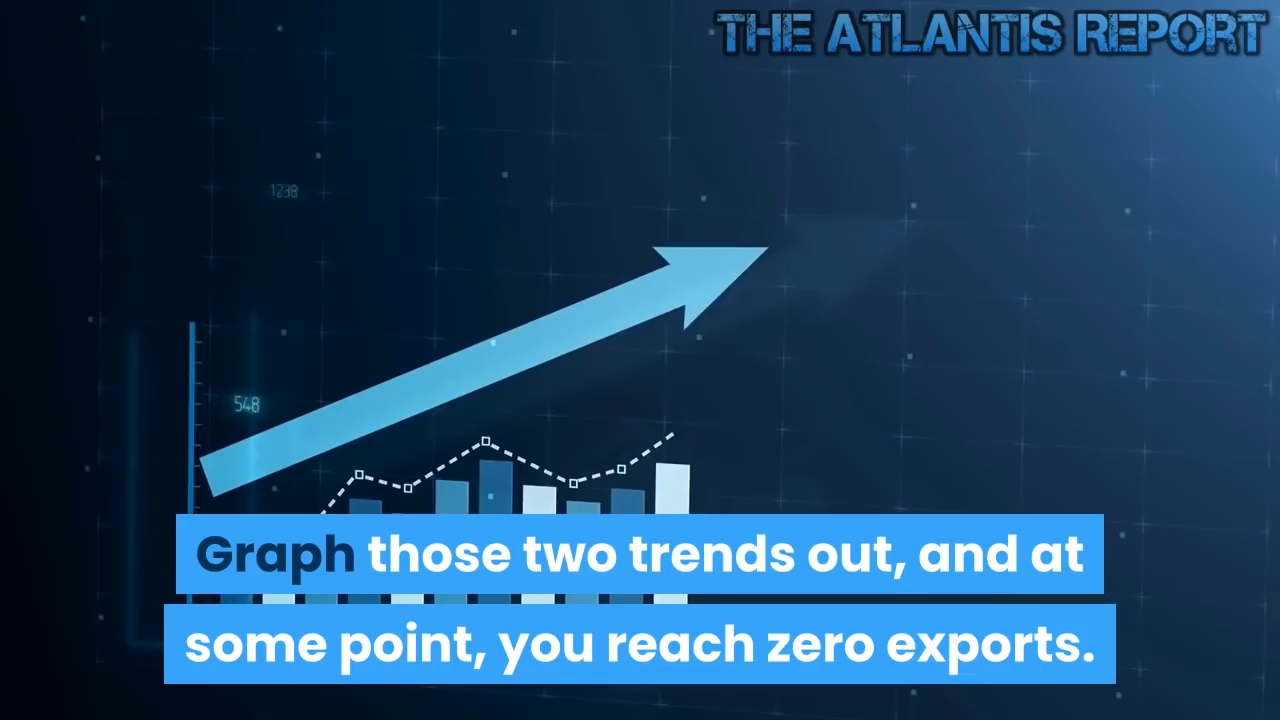 THE ATLANTIS REPORT
1238
548
Graph those two trends out, and at
some point, you reach zero exports.